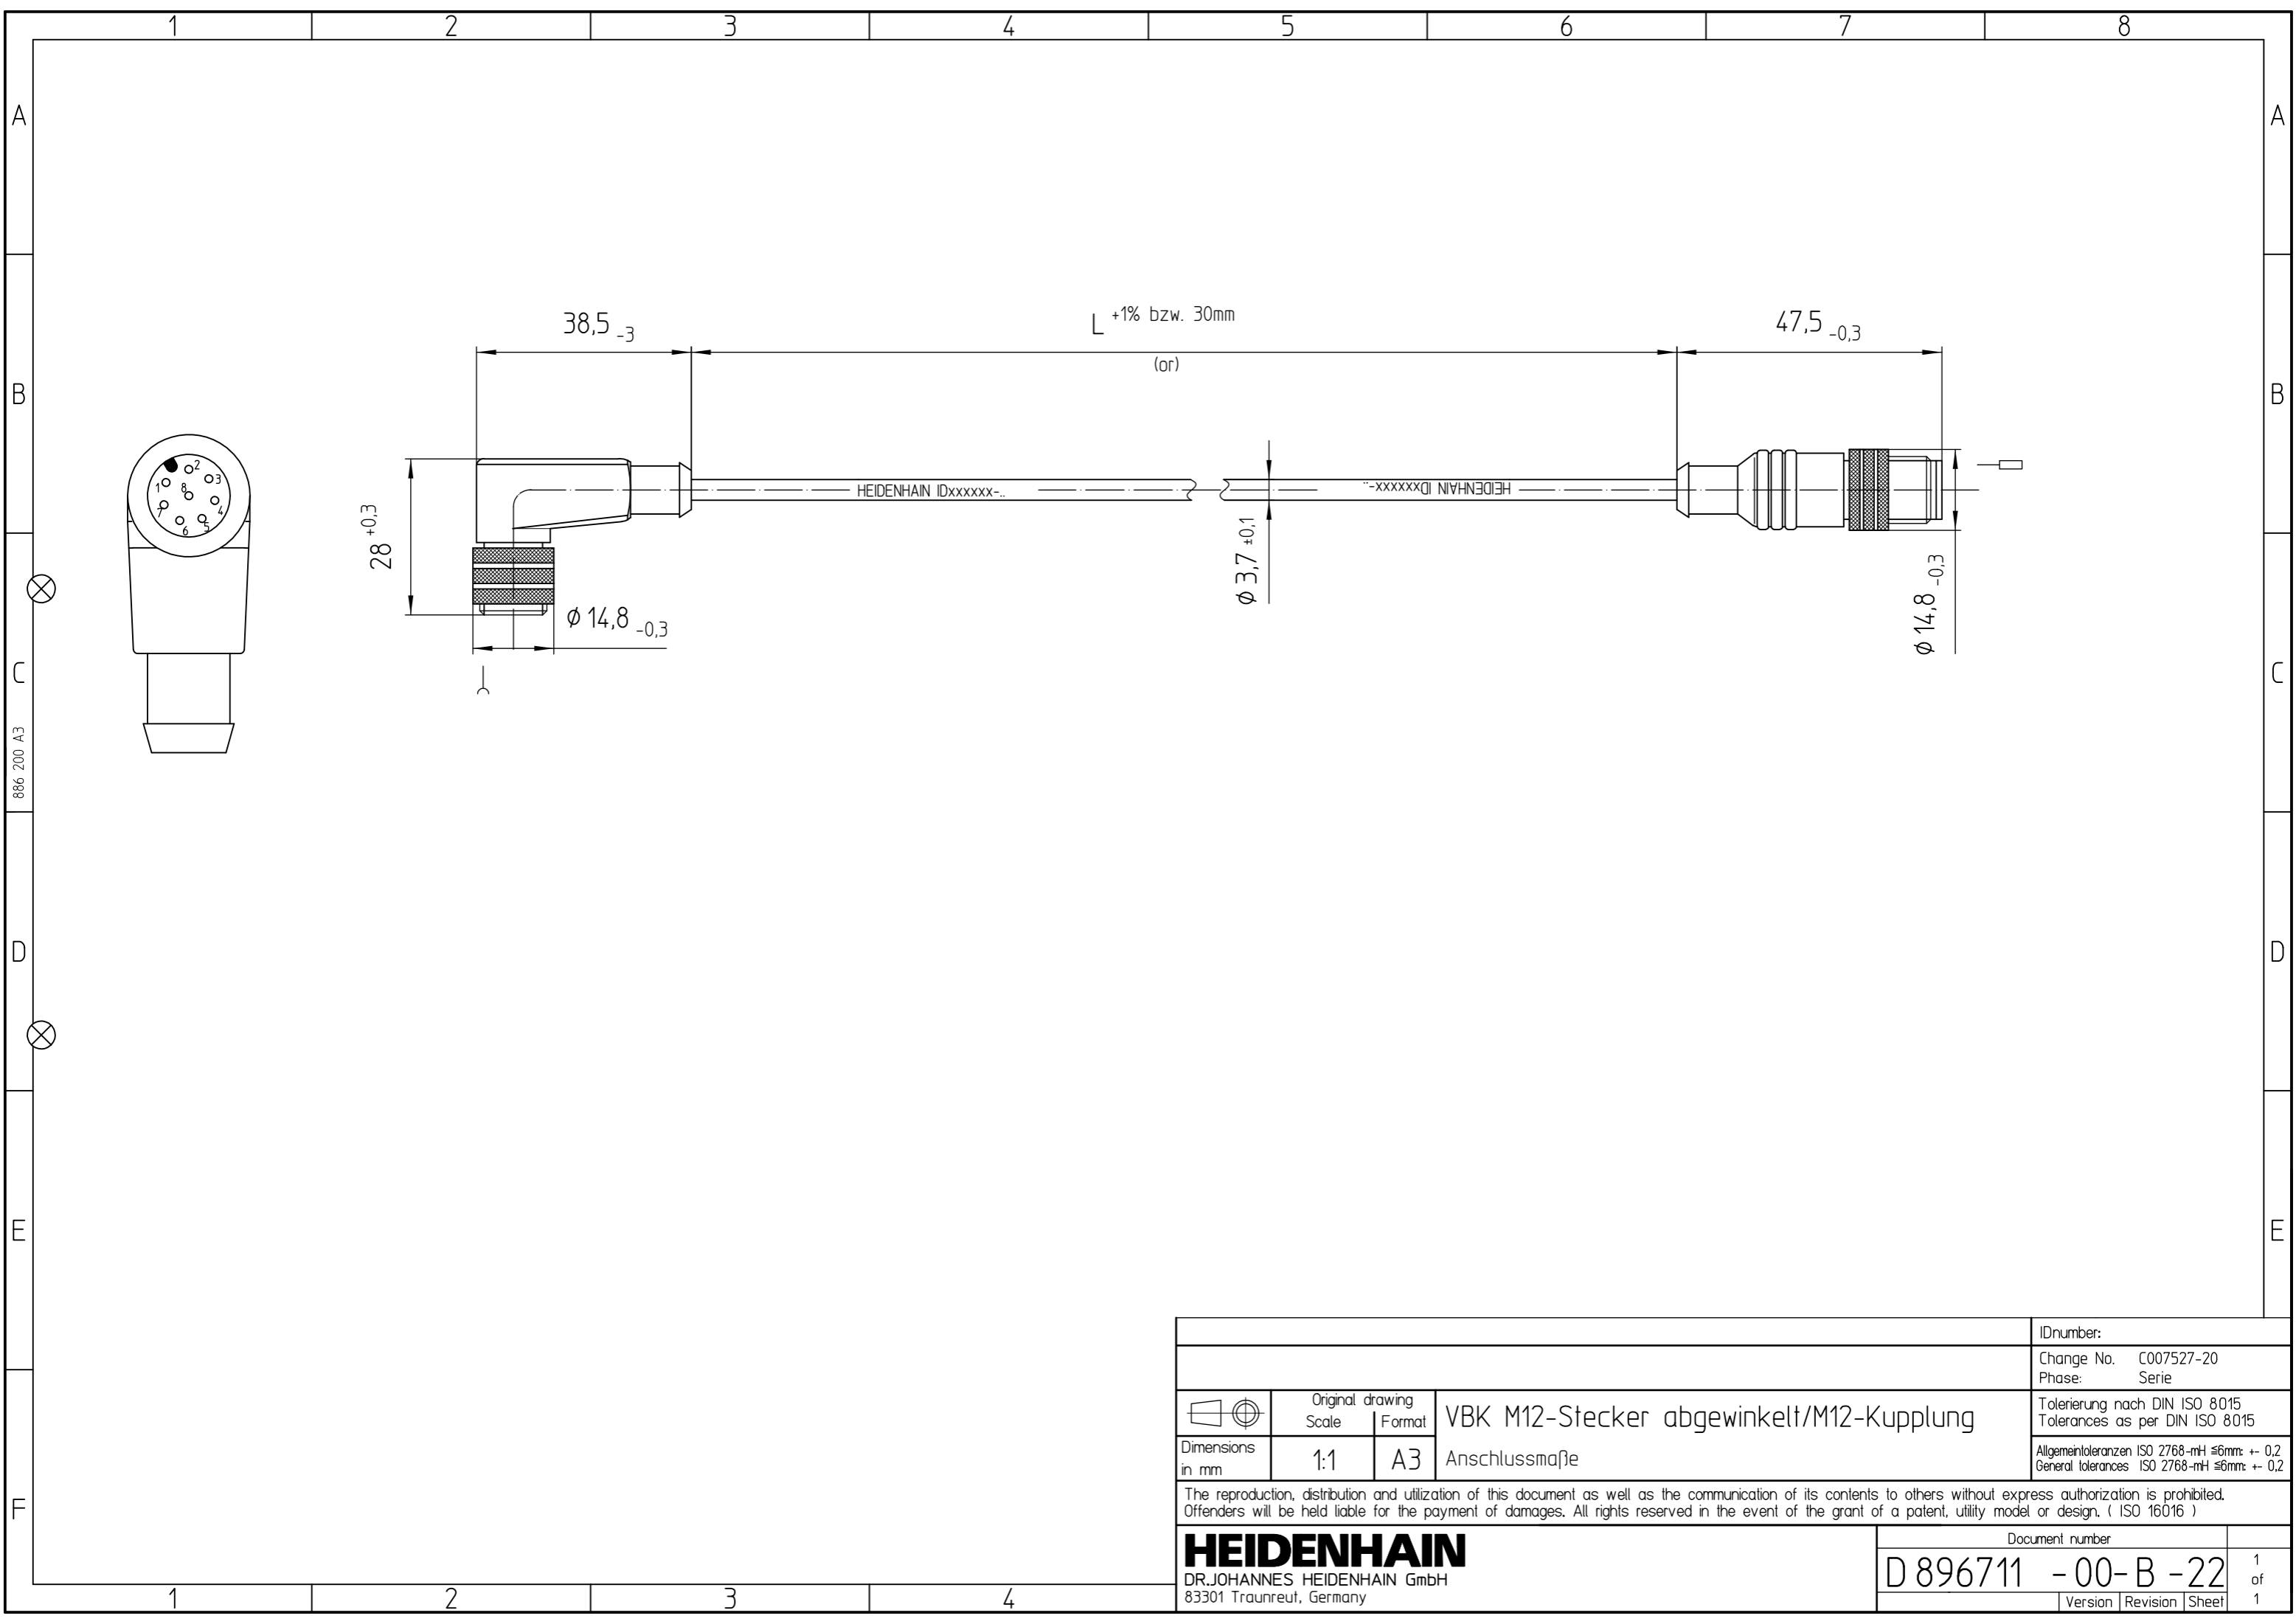 1 2 3 4 5 6 7 8
A A
38,5 -3
L +1% bzw. 30mm
(or)
47,5 -0,3
B B
2
3
1
8
7
4
6
5
HEIDENHAIN IDxxxxxx-..
HEIDENHAIN IDxxxxxx-..
28 +0,3
ϕ 3,7 ±0,1
ϕ 14,8 -0,3
ϕ 14,8 -0,3
C C
886 200 A3
D D
E E
F
IDnumber:
Change No. C007527-20
Phase: Serie
Original drawing
Scale Format
VBK M12-Stecker abgewinkelt/M12-Kupplung
Tolerierung nach DIN ISO 8015
Tolerances as per DIN ISO 8015
Dimensions
in mm
1:1 A3
Anschlussmaße
Allgemeintoleranzen ISO 2768-mH ≤6mm: +- 0,2
General tolerances ISO 2768-mH ≤6mm: +- 0,2
The reproduction, distribution and utilization of this document as well as the communication of its contents to others without express authorization is prohibited.
Offenders will be held liable for the payment of damages. All rights reserved in the event of the grant of a patent, utility model or design. ( ISO 16016 )
HEIDENHAIN
DR.JOHANNES HEIDENHAIN GmbH
83301 Traunreut, Germany
Document number
D 896711 -00-B-22
Version Revision Sheet
1
of
1
1 2 3 4